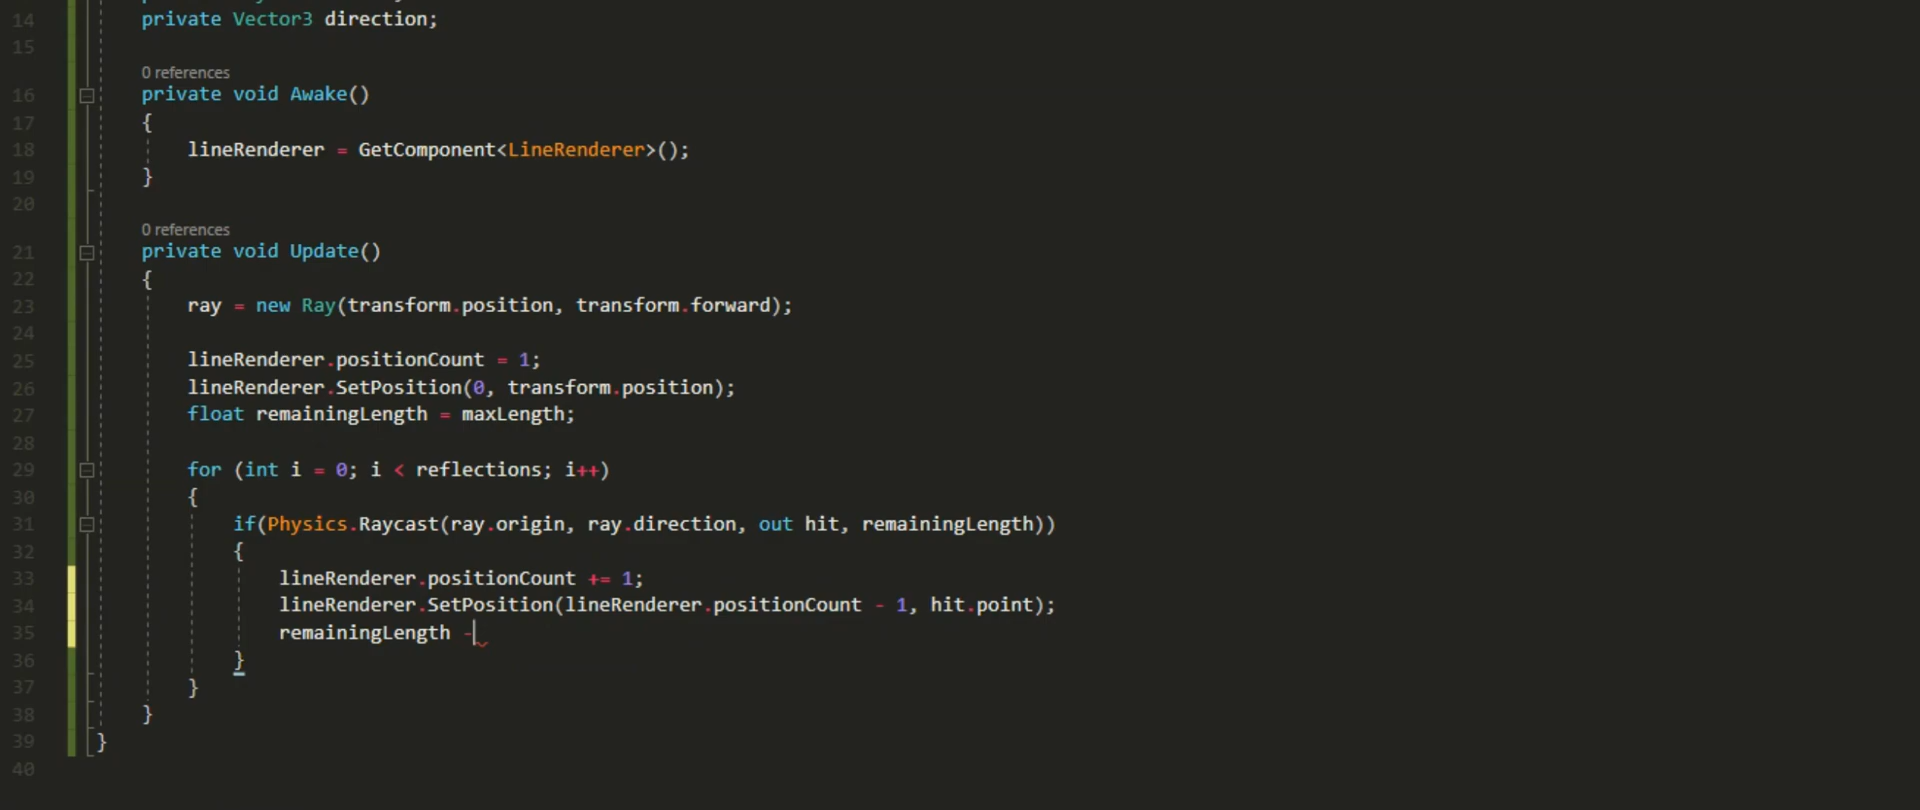 14 private Vector3 direction;
15
0 references
16 private void Awake()
17 {
18 lineRenderer = GetComponent<LineRenderer>();
19 }
20
0 references
21 private void Update()
22 {
23 ray = new Ray(transform.position, transform.forward);
24
25 lineRenderer.positionCount = 1;
26 lineRenderer.SetPosition(0, transform.position);
27 float remainingLength = maxLength;
28
29 for (int i = 0; i < reflections; i++)
30 {
31 if(Physics.Raycast(ray.origin, ray.direction, out hit, remainingLength))
32 {
33 lineRenderer.positionCount += 1;
34 lineRenderer.SetPosition(lineRenderer.positionCount - 1, hit.point);
35 remainingLength -
36 }
37 }
38 }
39 }
40